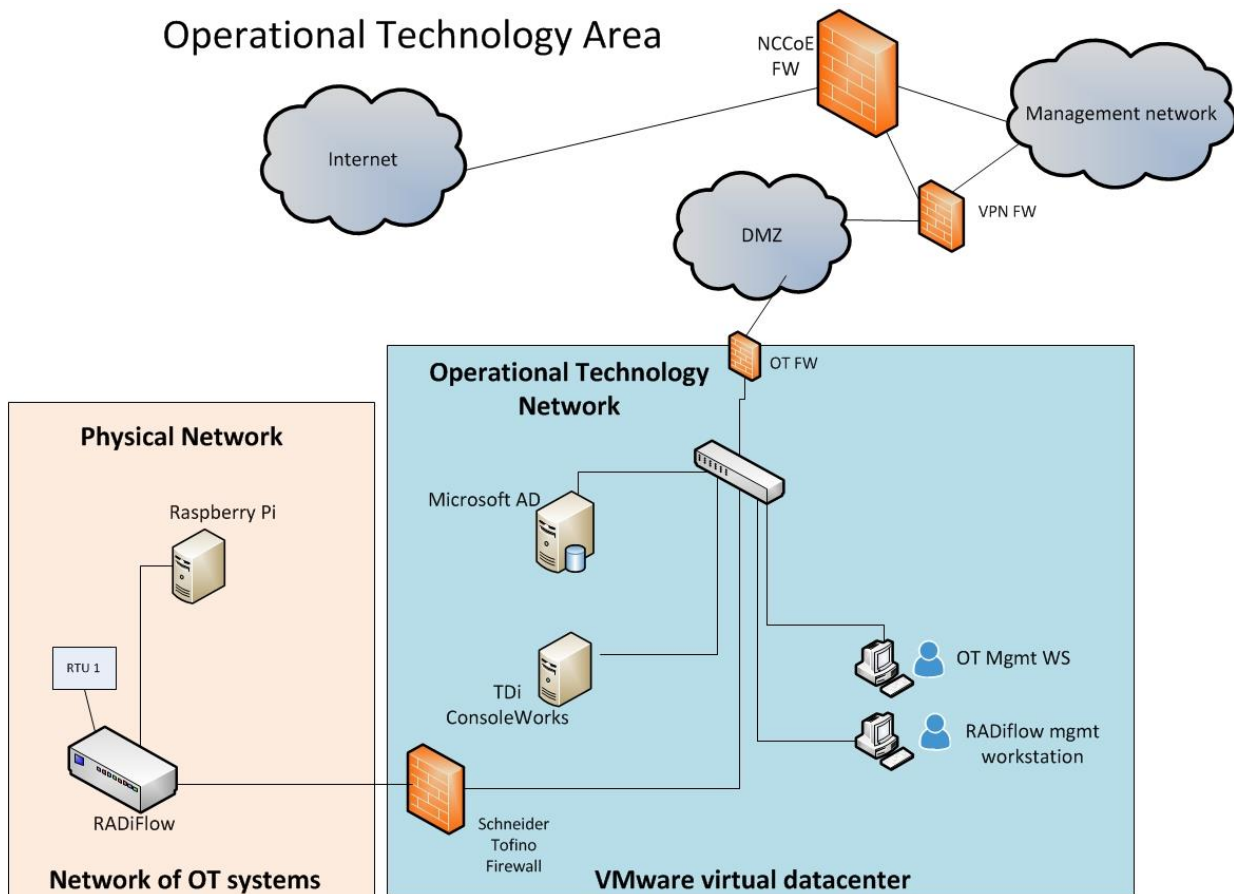 Operational Technology Area
NCCoE
FW
Internet
Management network
VPN FW
DMZ
OT FW
Operational Technology
Network
Physical Network
Microsoft AD
Raspberry Pi
RTU 1
TDi
ConsoleWorks
OT Mgmt WS
RADiflow mgmt
workstation
RADiFlow
Schneider
Tofino
Firewall
Network of OT systems
VMware virtual datacenter